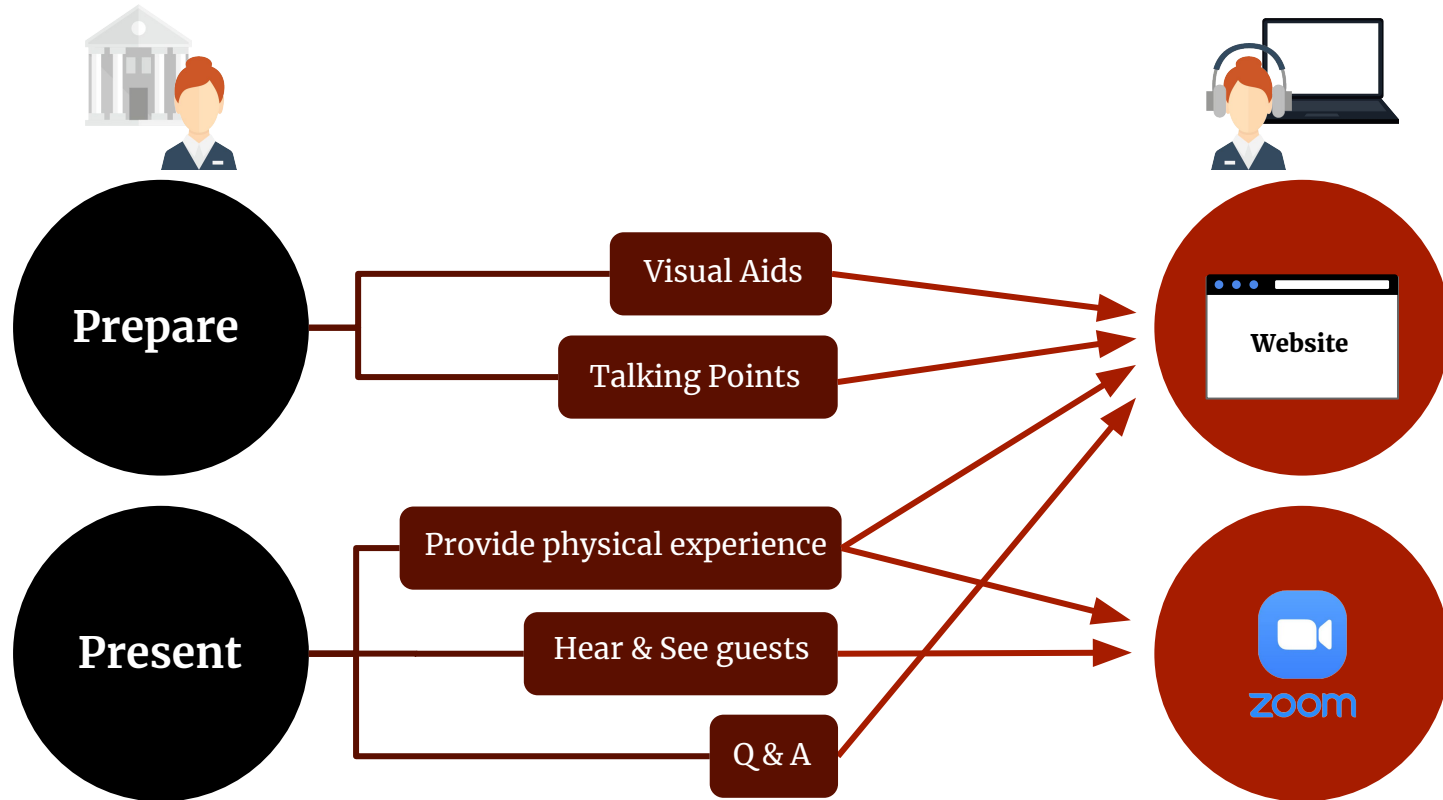 Prepare
Visual Aids
Talking Points
Website
Present
Provide physical experience
Hear & See guests
Q & A
zoom